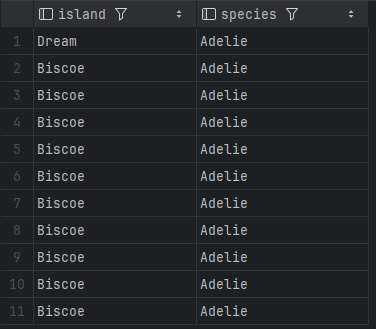 island species
1 Dream Adelie
2 Biscoe Adelie
3 Biscoe Adelie
4 Biscoe Adelie
5 Biscoe Adelie
6 Biscoe Adelie
7 Biscoe Adelie
8 Biscoe Adelie
9 Biscoe Adelie
10 Biscoe Adelie
11 Biscoe Adelie